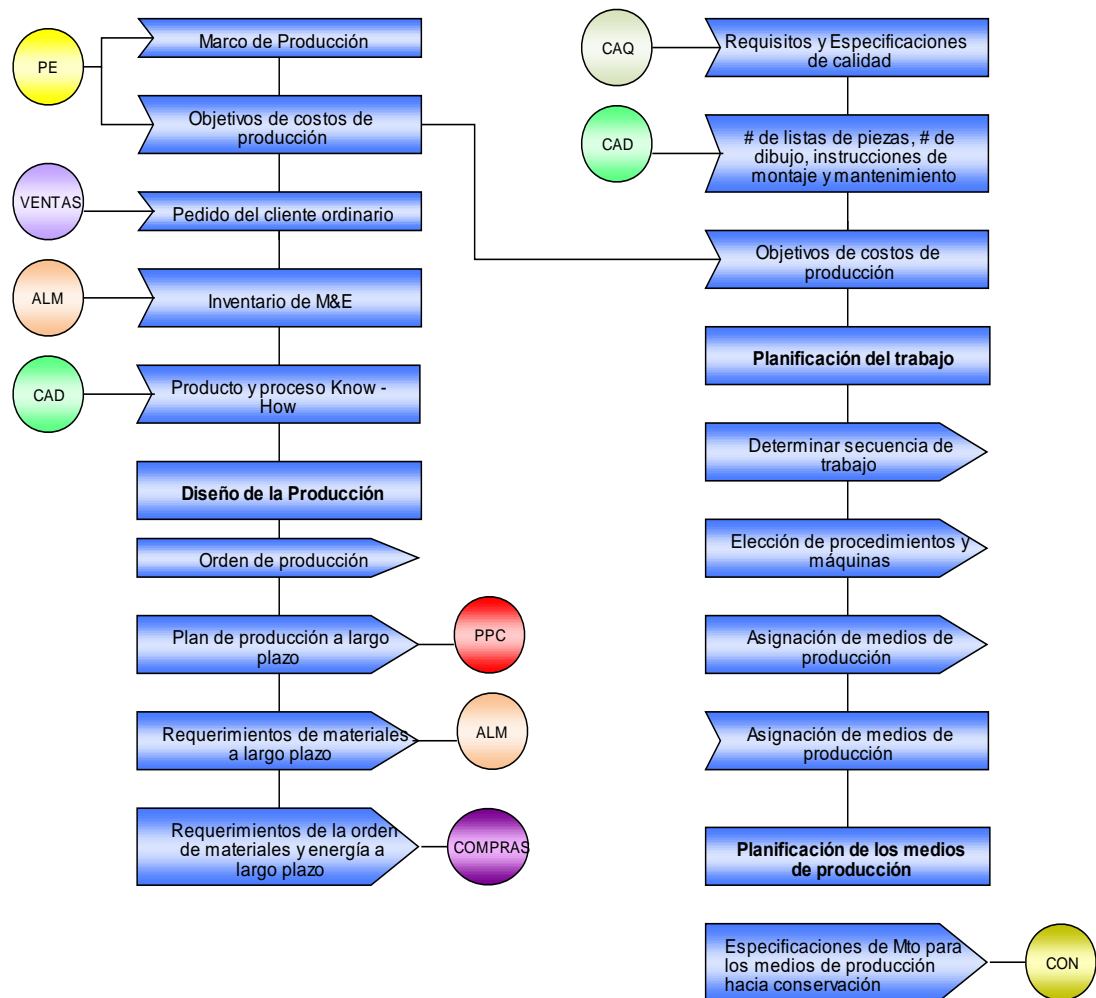 PE
Marco de Producción
Objetivos de costos de
producción
VENTAS
Pedido del cliente ordinario
ALM
Inventario de M&E
CAD
Producto y proceso Know -
How
Diseño de la Producción
Orden de producción
Plan de producción a largo
plazo
PPC
Requerimientos de materiales
a largo plazo
ALM
Requerimientos de la orden
de materiales y energía a
largo plazo
COMPRAS
CAQ
Requisitos y Especificaciones
de calidad
CAD
# de listas de piezas, # de
dibujo, instrucciones de
montaje y mantenimiento
Objetivos de costos de
producción
Planificación del trabajo
Determinar secuencia de
trabajo
Elección de procedimientos y
máquinas
Asignación de medios de
producción
Asignación de medios de
producción
Planificación de los medios
de producción
Especificaciones de Mto para
los medios de producción
hacia conservación
CON